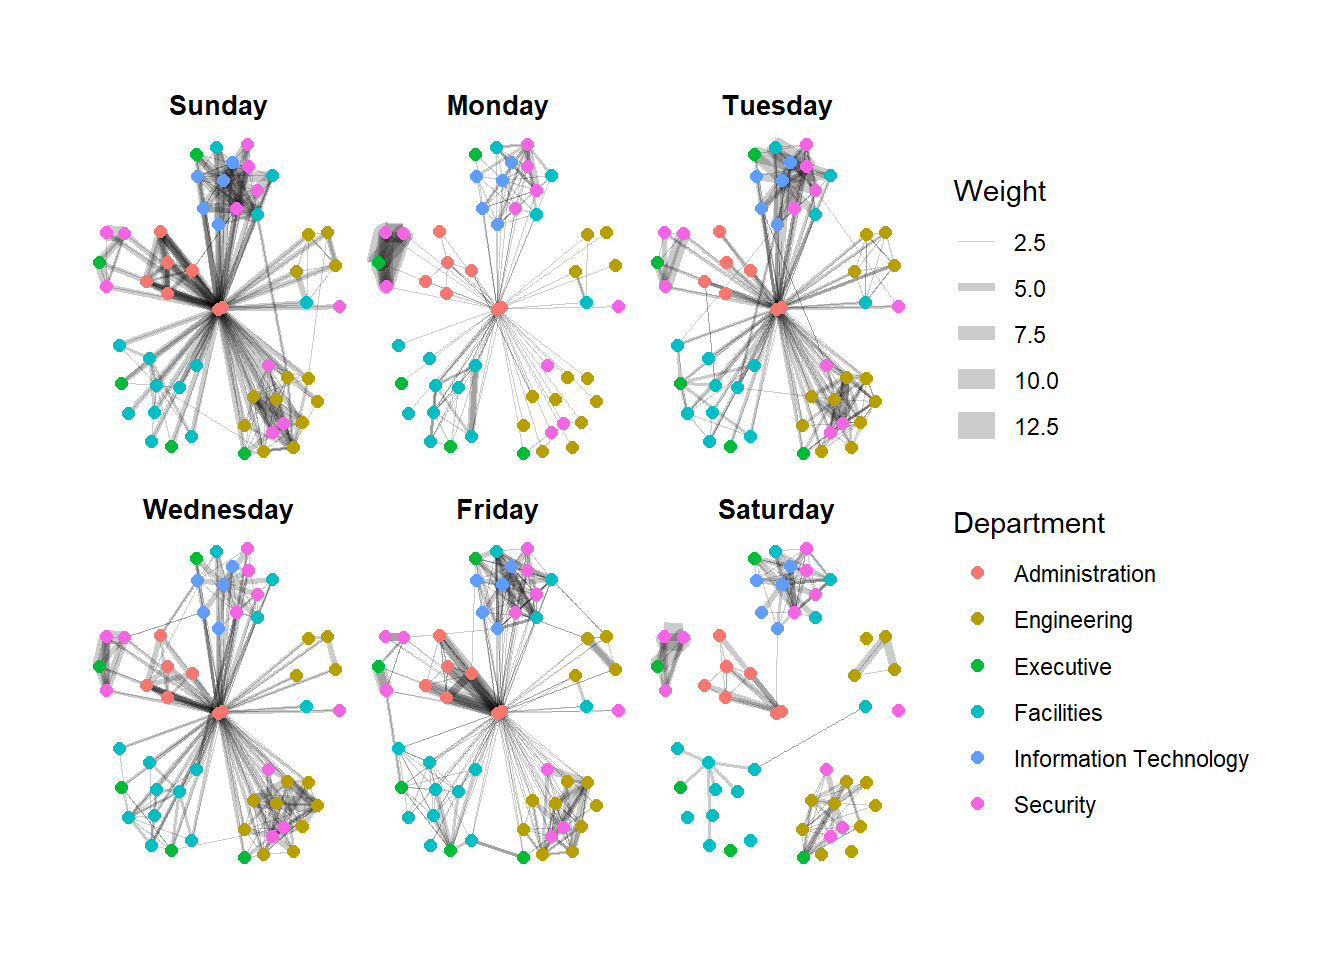 Sunday
Monday
Tuesday
Wednesday
Friday
Saturday
Weight
2.5
5.0
7.5
10.0
12.5
Department
Administration
Engineering
Executive
Facilities
Information Technology
Security